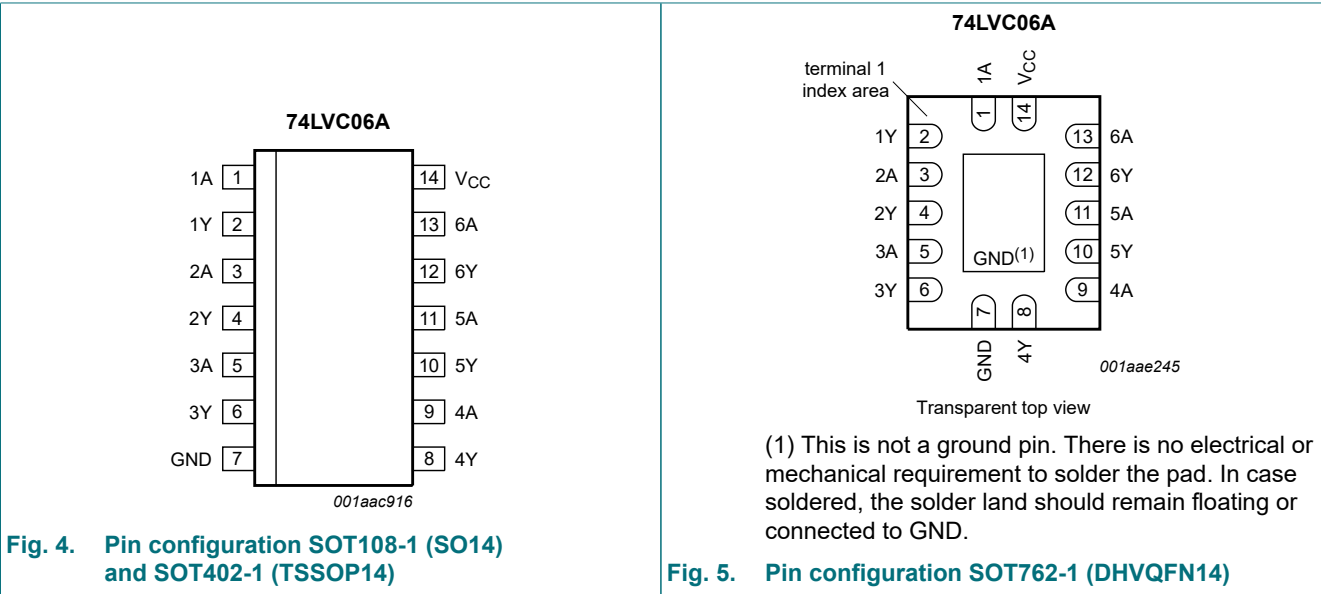 74LVC06A
1A 1 14 VCC
1Y 2 13 6A
2A 3 12 6Y
2Y 4 11 5A
3A 5 10 5Y
3Y 6 9 4A
GND 7 8 4Y
001aac916
Fig. 4. Pin configuration SOT108-1 (SO14)
and SOT402-1 (TSSOP14)
74LVC06A
terminal 1
index area
1A VCC
1 14
1Y 2 13 6A
2A 3 12 6Y
2Y 4 11 5A
3A 5 10 5Y
GND(1)
3Y 6 9 4A
7 8
GND 4Y
001aae245
Transparent top view
(1) This is not a ground pin. There is no electrical or
mechanical requirement to solder the pad. In case
soldered, the solder land should remain floating or
connected to GND.
Fig. 5. Pin configuration SOT762-1 (DHVQFN14)